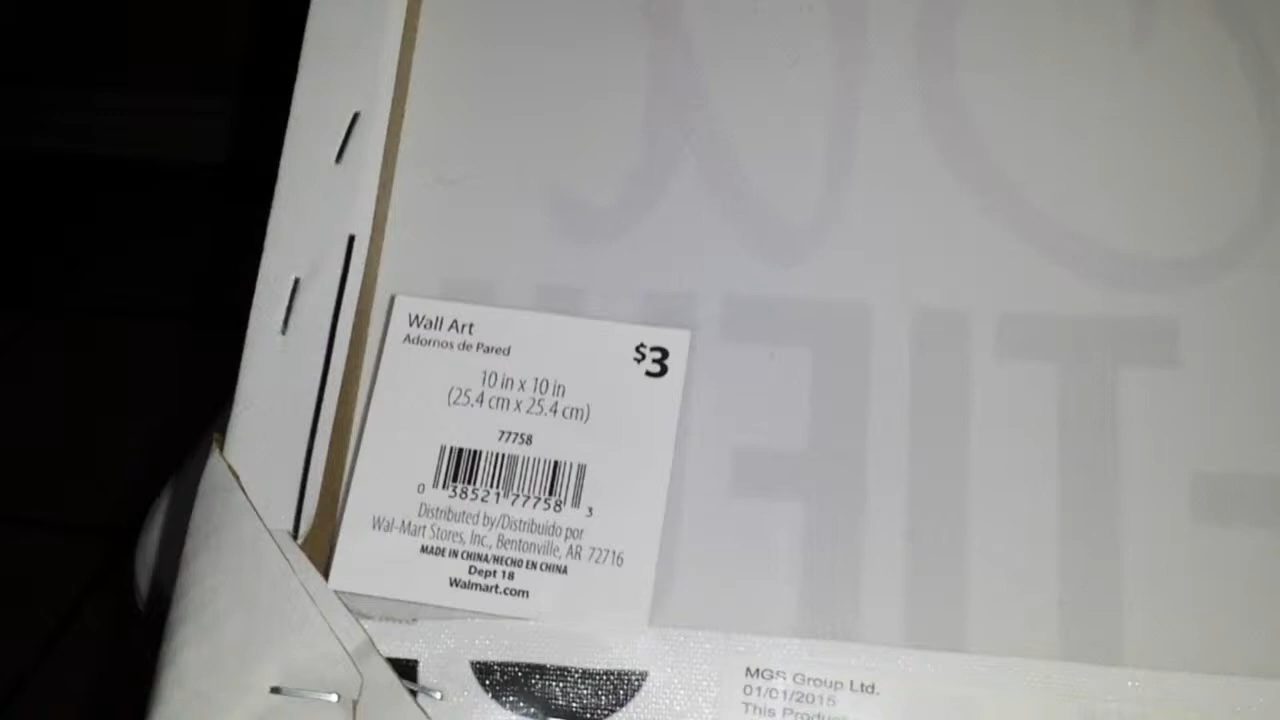 Wall Art
Adornos de Pared
$3
10 in x 10 in
(25.4 cm x 25.4 cm)
77758
0 38521 77758 3
Distributed by/Distribuido por
Wal-Mart Stores, Inc., Bentonville, AR 72716
MADE IN CHINA/HECHO EN CHINA
Dept 18
Walmart.com
MGS Group Ltd.
01/01/2015
This